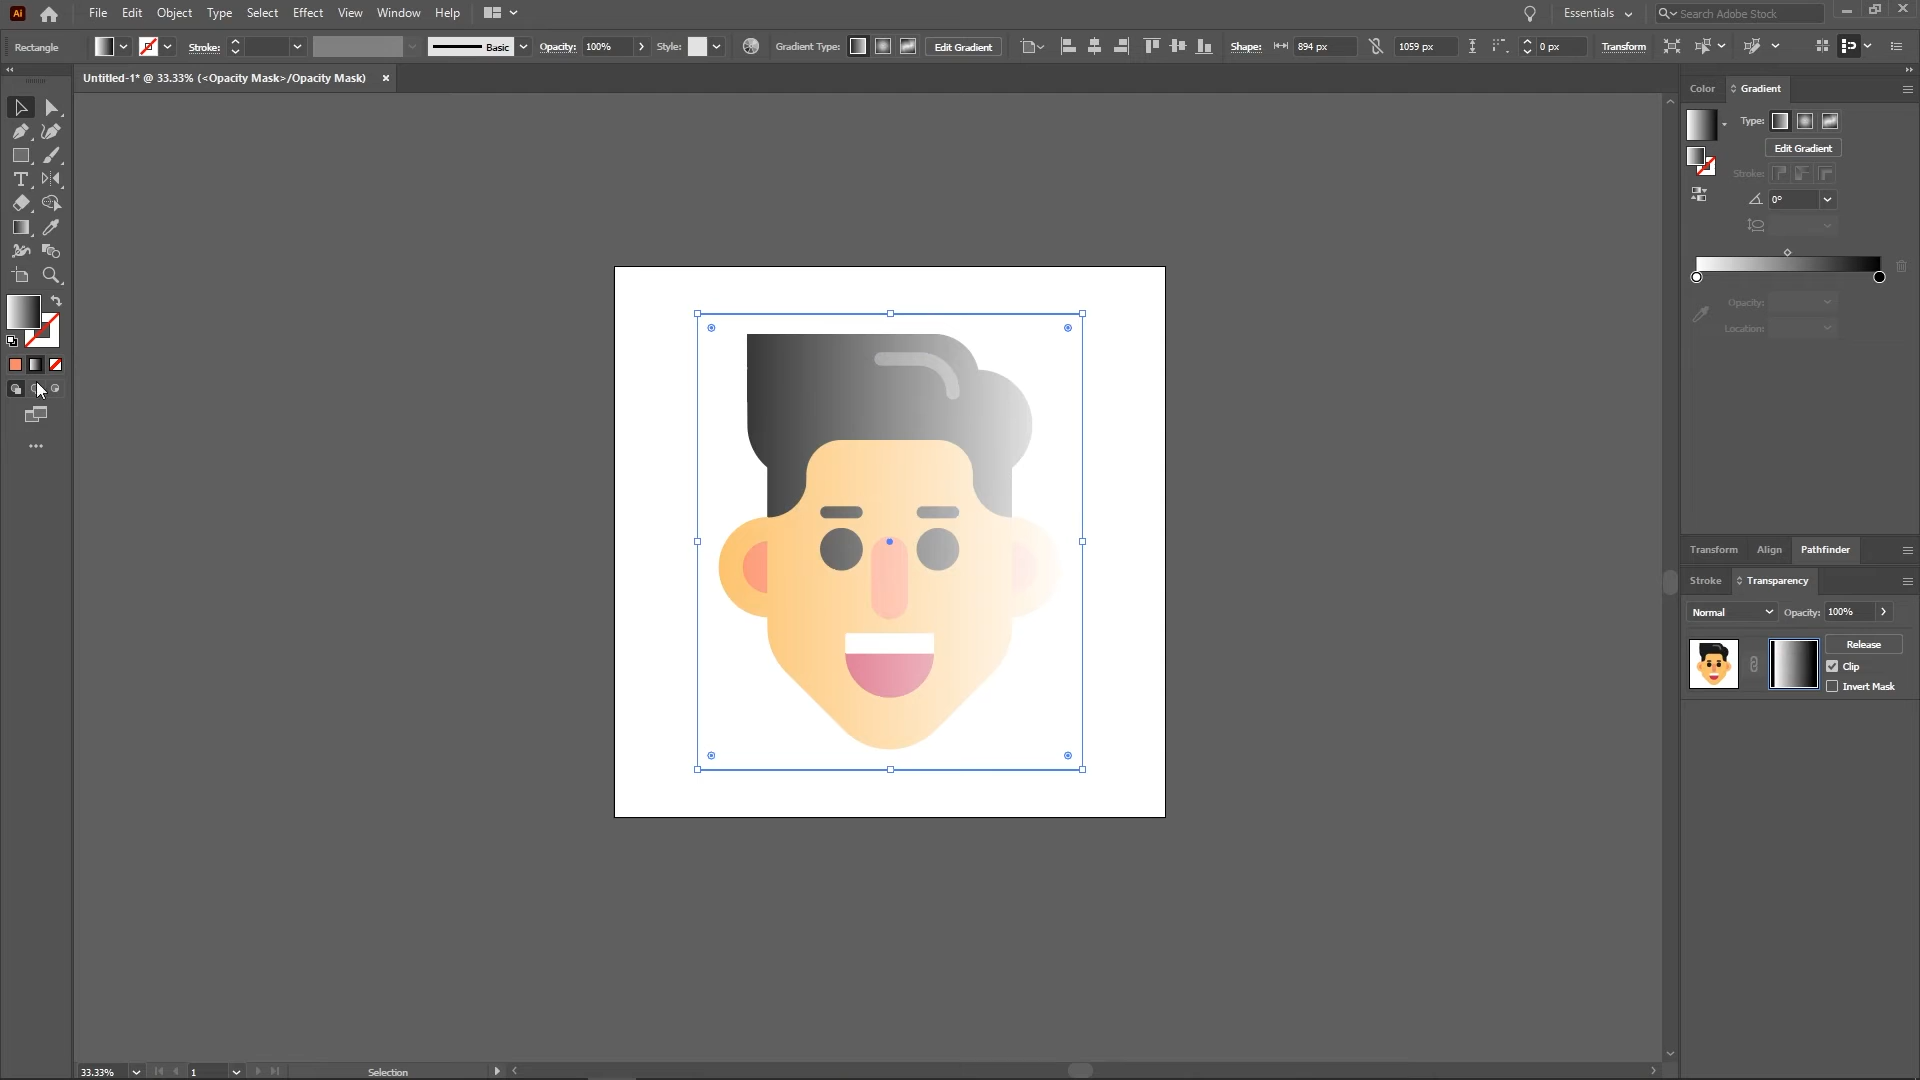 Ai File Edit Object Type Select Effect View Window Help Essentials Search Adobe Stock
Rectangle Stroke: Basic Opacity: 100% Style: Gradient Type: Edit Gradient Shape: 894 px 1059 px 0 px Transform
Untitled-1* @ 33.33% (<Opacity Mask>/Opacity Mask) ×
Color Gradient
Type:
Edit Gradient
Stroke:
0°
Opacity:
Location:
Transform Align Pathfinder
Stroke Transparency
Normal Opacity: 100%
Release
Clip
Invert Mask
33.33% 1 Selection